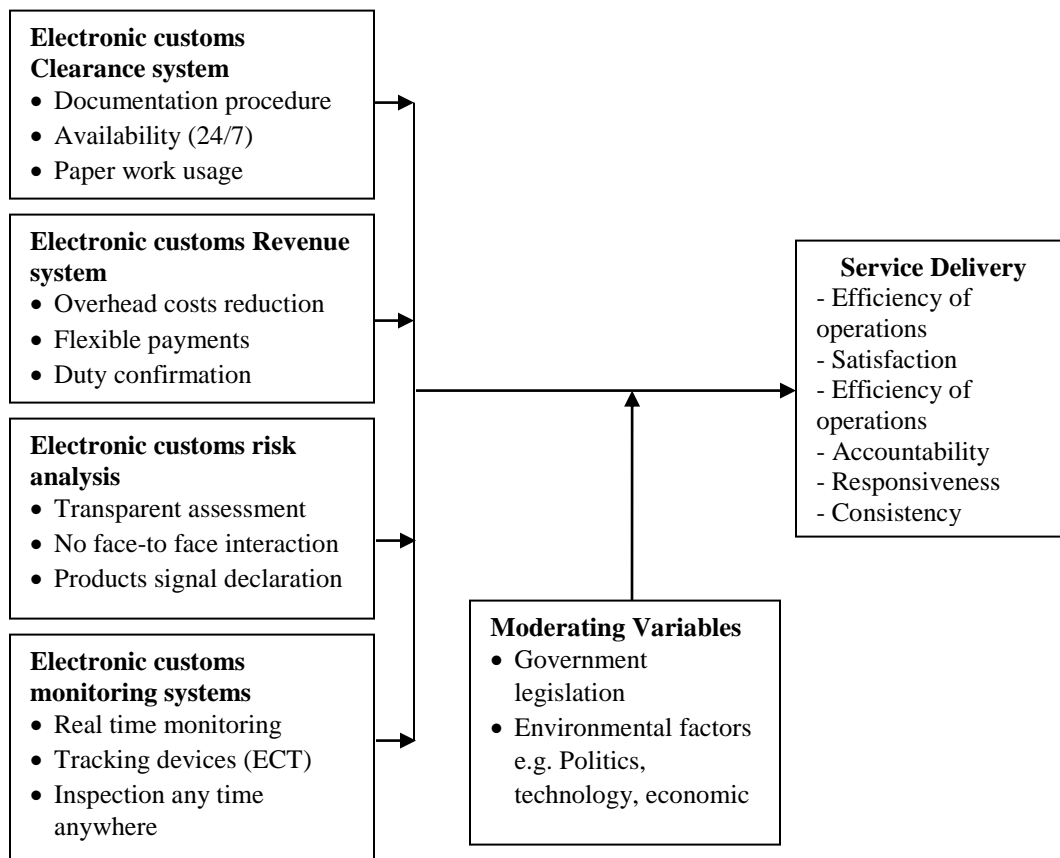 Electronic customs
Clearance system
• Documentation procedure
• Availability (24/7)
• Paper work usage
Electronic customs Revenue
system
• Overhead costs reduction
• Flexible payments
• Duty confirmation
Electronic customs risk
analysis
• Transparent assessment
• No face-to face interaction
• Products signal declaration
Electronic customs
monitoring systems
• Real time monitoring
• Tracking devices (ECT)
• Inspection any time
anywhere
Moderating Variables
• Government
legislation
• Environmental factors
e.g. Politics,
technology, economic
Service Delivery
- Efficiency of
operations
- Satisfaction
- Efficiency of
operations
- Accountability
- Responsiveness
- Consistency